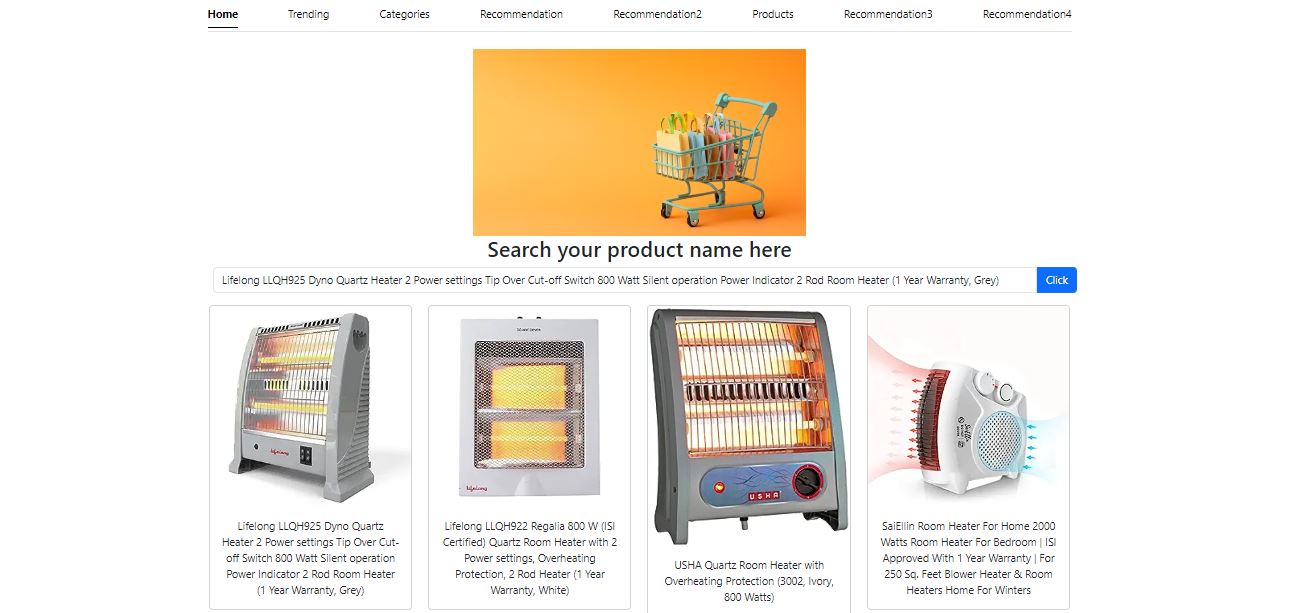 Home Trending Categories Recommendation Recommendation2 Products Recommendation3 Recommendation4
Search your product name here
Lifelong LLQH925 Dyno Quartz Heater 2 Power settings Tip Over Cut-off Switch 800 Watt Silent operation Power Indicator 2 Rod Room Heater (1 Year Warranty, Grey) Click
lifelong
Lifelong LLQH925 Dyno Quartz
Heater 2 Power settings Tip Over Cut-
off Switch 800 Watt Silent operation
Power Indicator 2 Rod Room Heater
(1 Year Warranty, Grey)
lifelong
Lifelong LLQH922 Regalia 800 W (ISI
Certified) Quartz Room Heater with 2
Power settings, Overheating
Protection, 2 Rod Heater (1 Year
Warranty, White)
USHA
USHA Quartz Room Heater with
Overheating Protection (3002, Ivory,
800 Watts)
SaiEllin Room Heater For Home 2000
Watts Room Heater For Bedroom | ISI
Approved With 1 Year Warranty | For
250 Sq. Feet Blower Heater & Room
Heaters Home For Winters